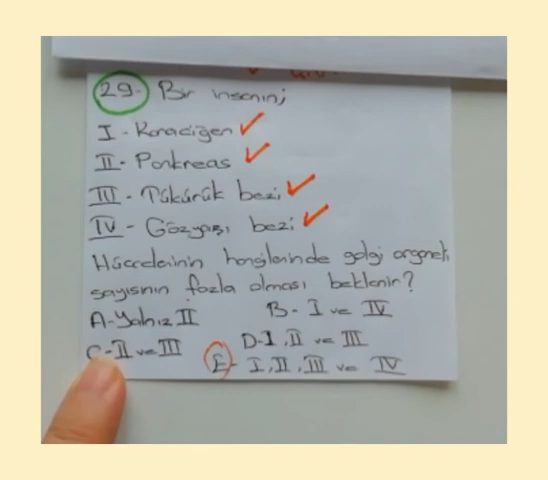 29- Bir insanın;
I - Karaciğer
II- Pankreas
III - Tükürük bezi
IV - Gözyaşı bezi
Hücrelerinin hangilerinde golgi organeli
sayısının fazla olması beklenir?
A-Yalnız II B- I ve IV
C-II ve III D-I, II ve III
E- I, II, III ve IV